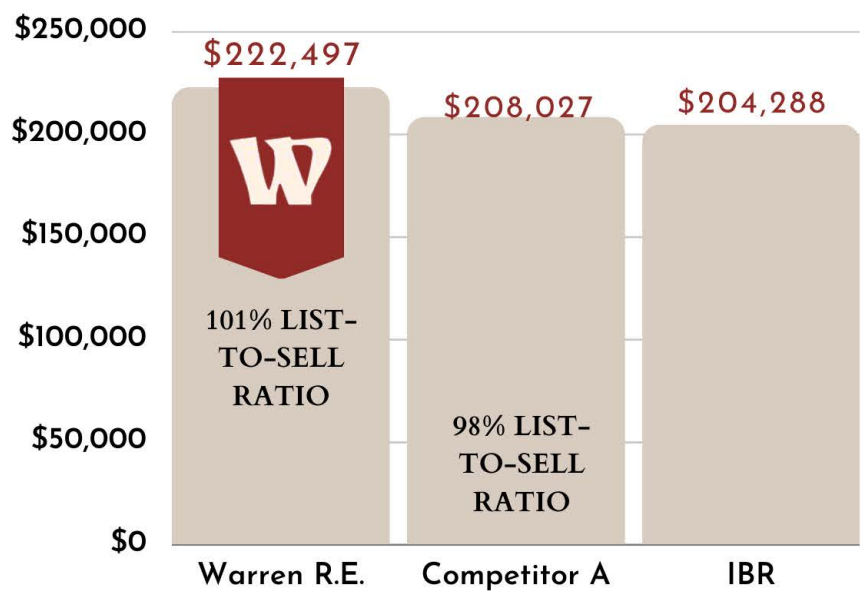 $250,000
$222,497
$208,027
$204,288
$200,000
W
$150,000
101% LIST-
TO-SELL
RATIO
$100,000
98% LIST-
TO-SELL
RATIO
$50,000
$0
Warren R.E.
Competitor A
IBR